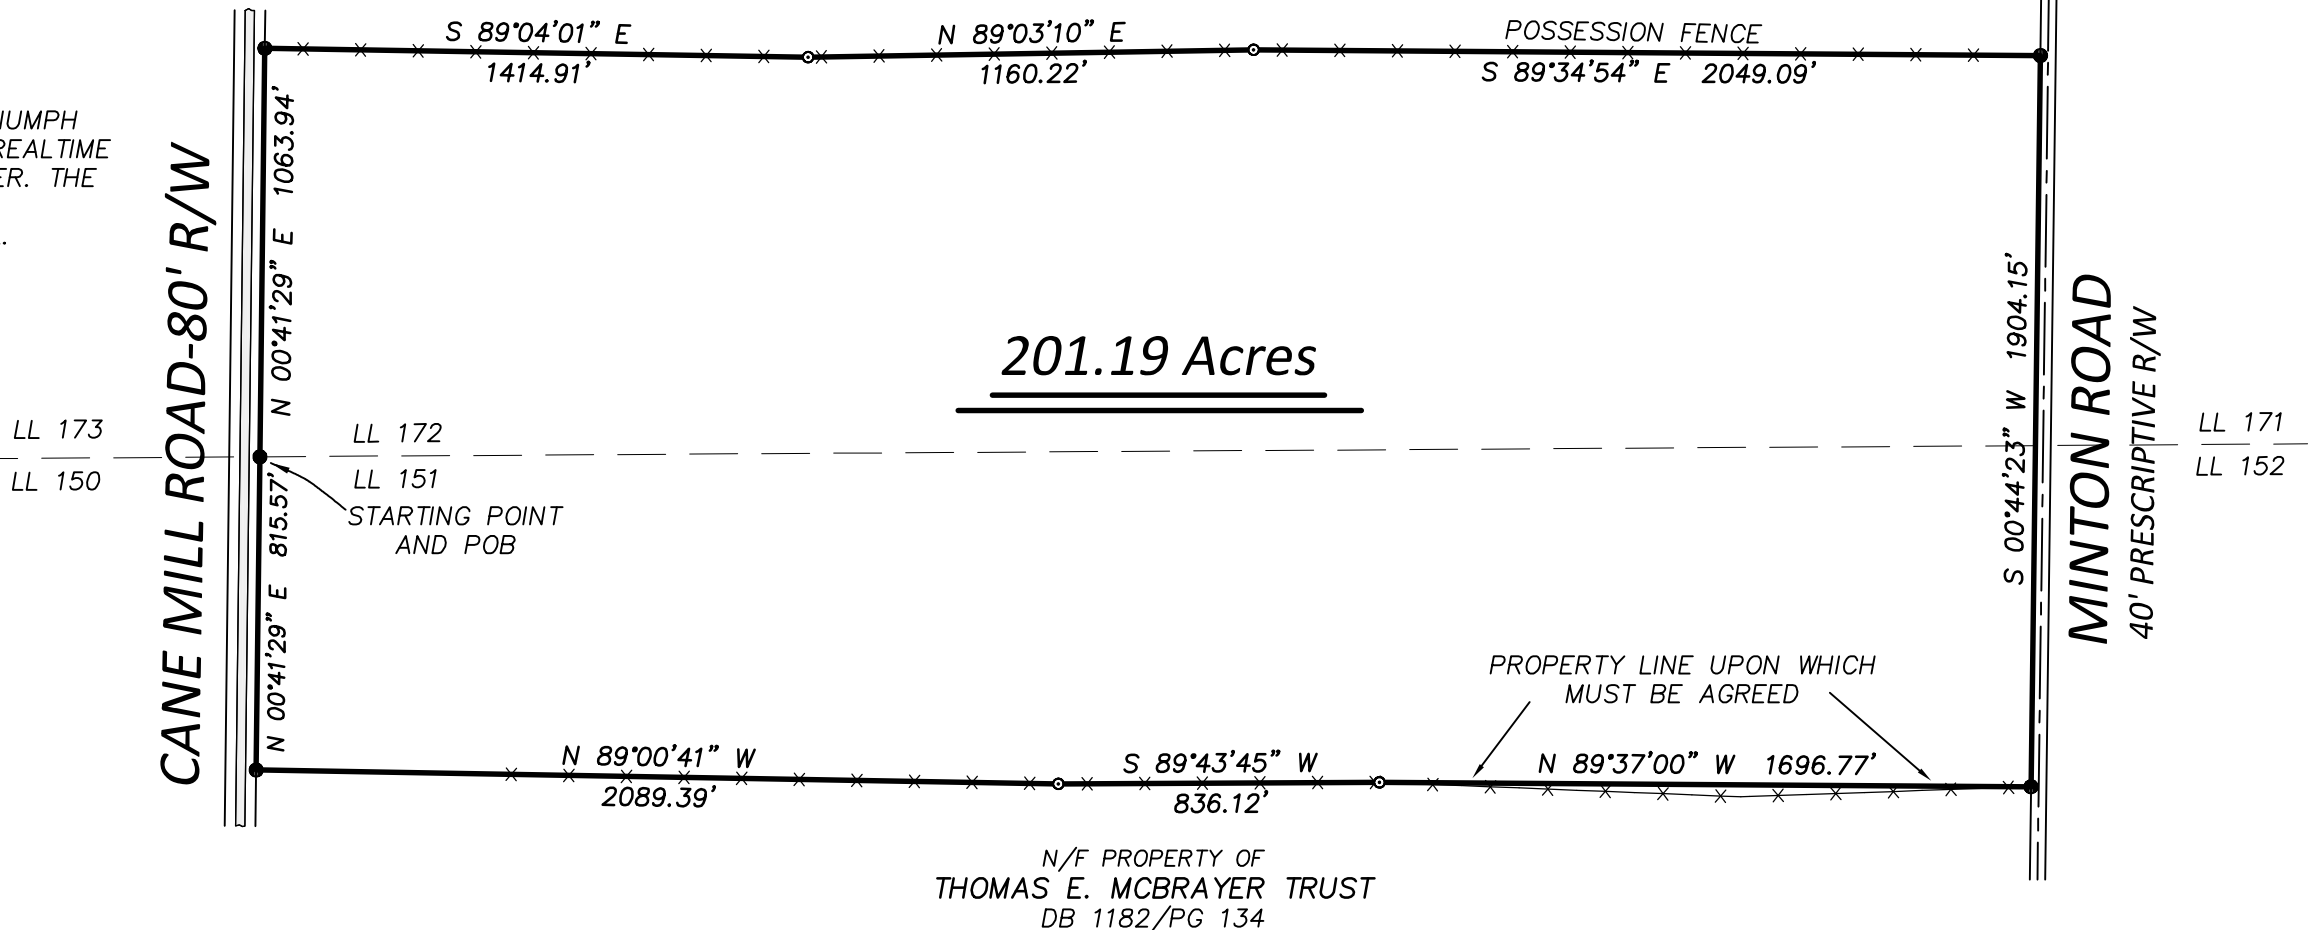 S 89°04'01" E
1414.91'
N 89°03'10" E
1160.22'
POSSESSION FENCE
S 89°34'54" E 2049.09'
IUMPH
REALTIME
ER. THE
.
CANE MILL ROAD-80' R/W
N 00°41'29" E 1063.94'
N 00°41'29" E 815.57'
201.19 Acres
LL 173
LL 150
LL 172
LL 151
STARTING POINT
AND POB
S 00°44'23" W 1904.15'
MINTON ROAD
40' PRESCRIPTIVE R/W
LL 171
LL 152
PROPERTY LINE UPON WHICH
MUST BE AGREED
N 89°00'41" W
2089.39'
S 89°43'45" W
836.12'
N 89°37'00" W 1696.77'
N/F PROPERTY OF
THOMAS E. MCBRAYER TRUST
DB 1182/PG 134